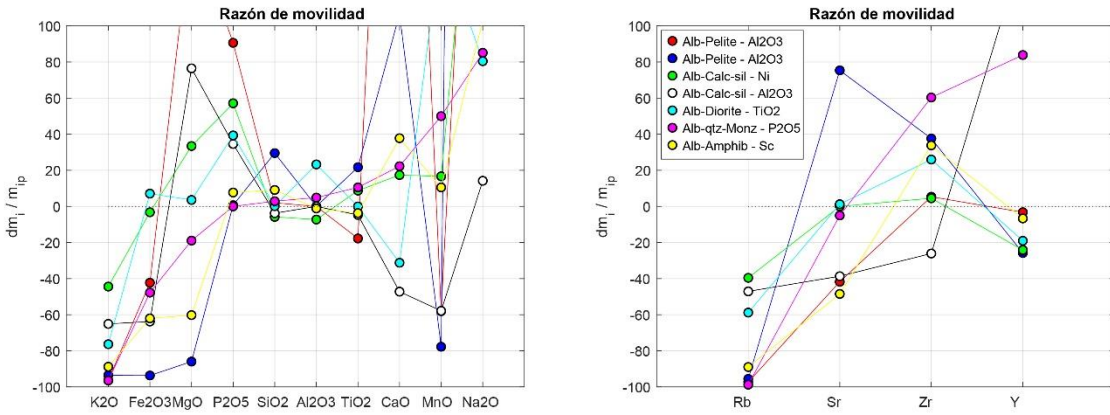 Razón de movilidad
dm_i / m_ip
100
80
60
40
20
0
-20
-40
-60
-80
-100
K2O Fe2O3 MgO P2O5 SiO2 Al2O3 TiO2 CaO MnO Na2O
Razón de movilidad
dm_i / m_ip
100
80
60
40
20
0
-20
-40
-60
-80
-100
Alb-Pelite - Al2O3
Alb-Pelite - Al2O3
Alb-Calc-sil - Ni
Alb-Calc-sil - Al2O3
Alb-Diorite - TiO2
Alb-qtz-Monz - P2O5
Alb-Amphib - Sc
Rb Sr Zr Y